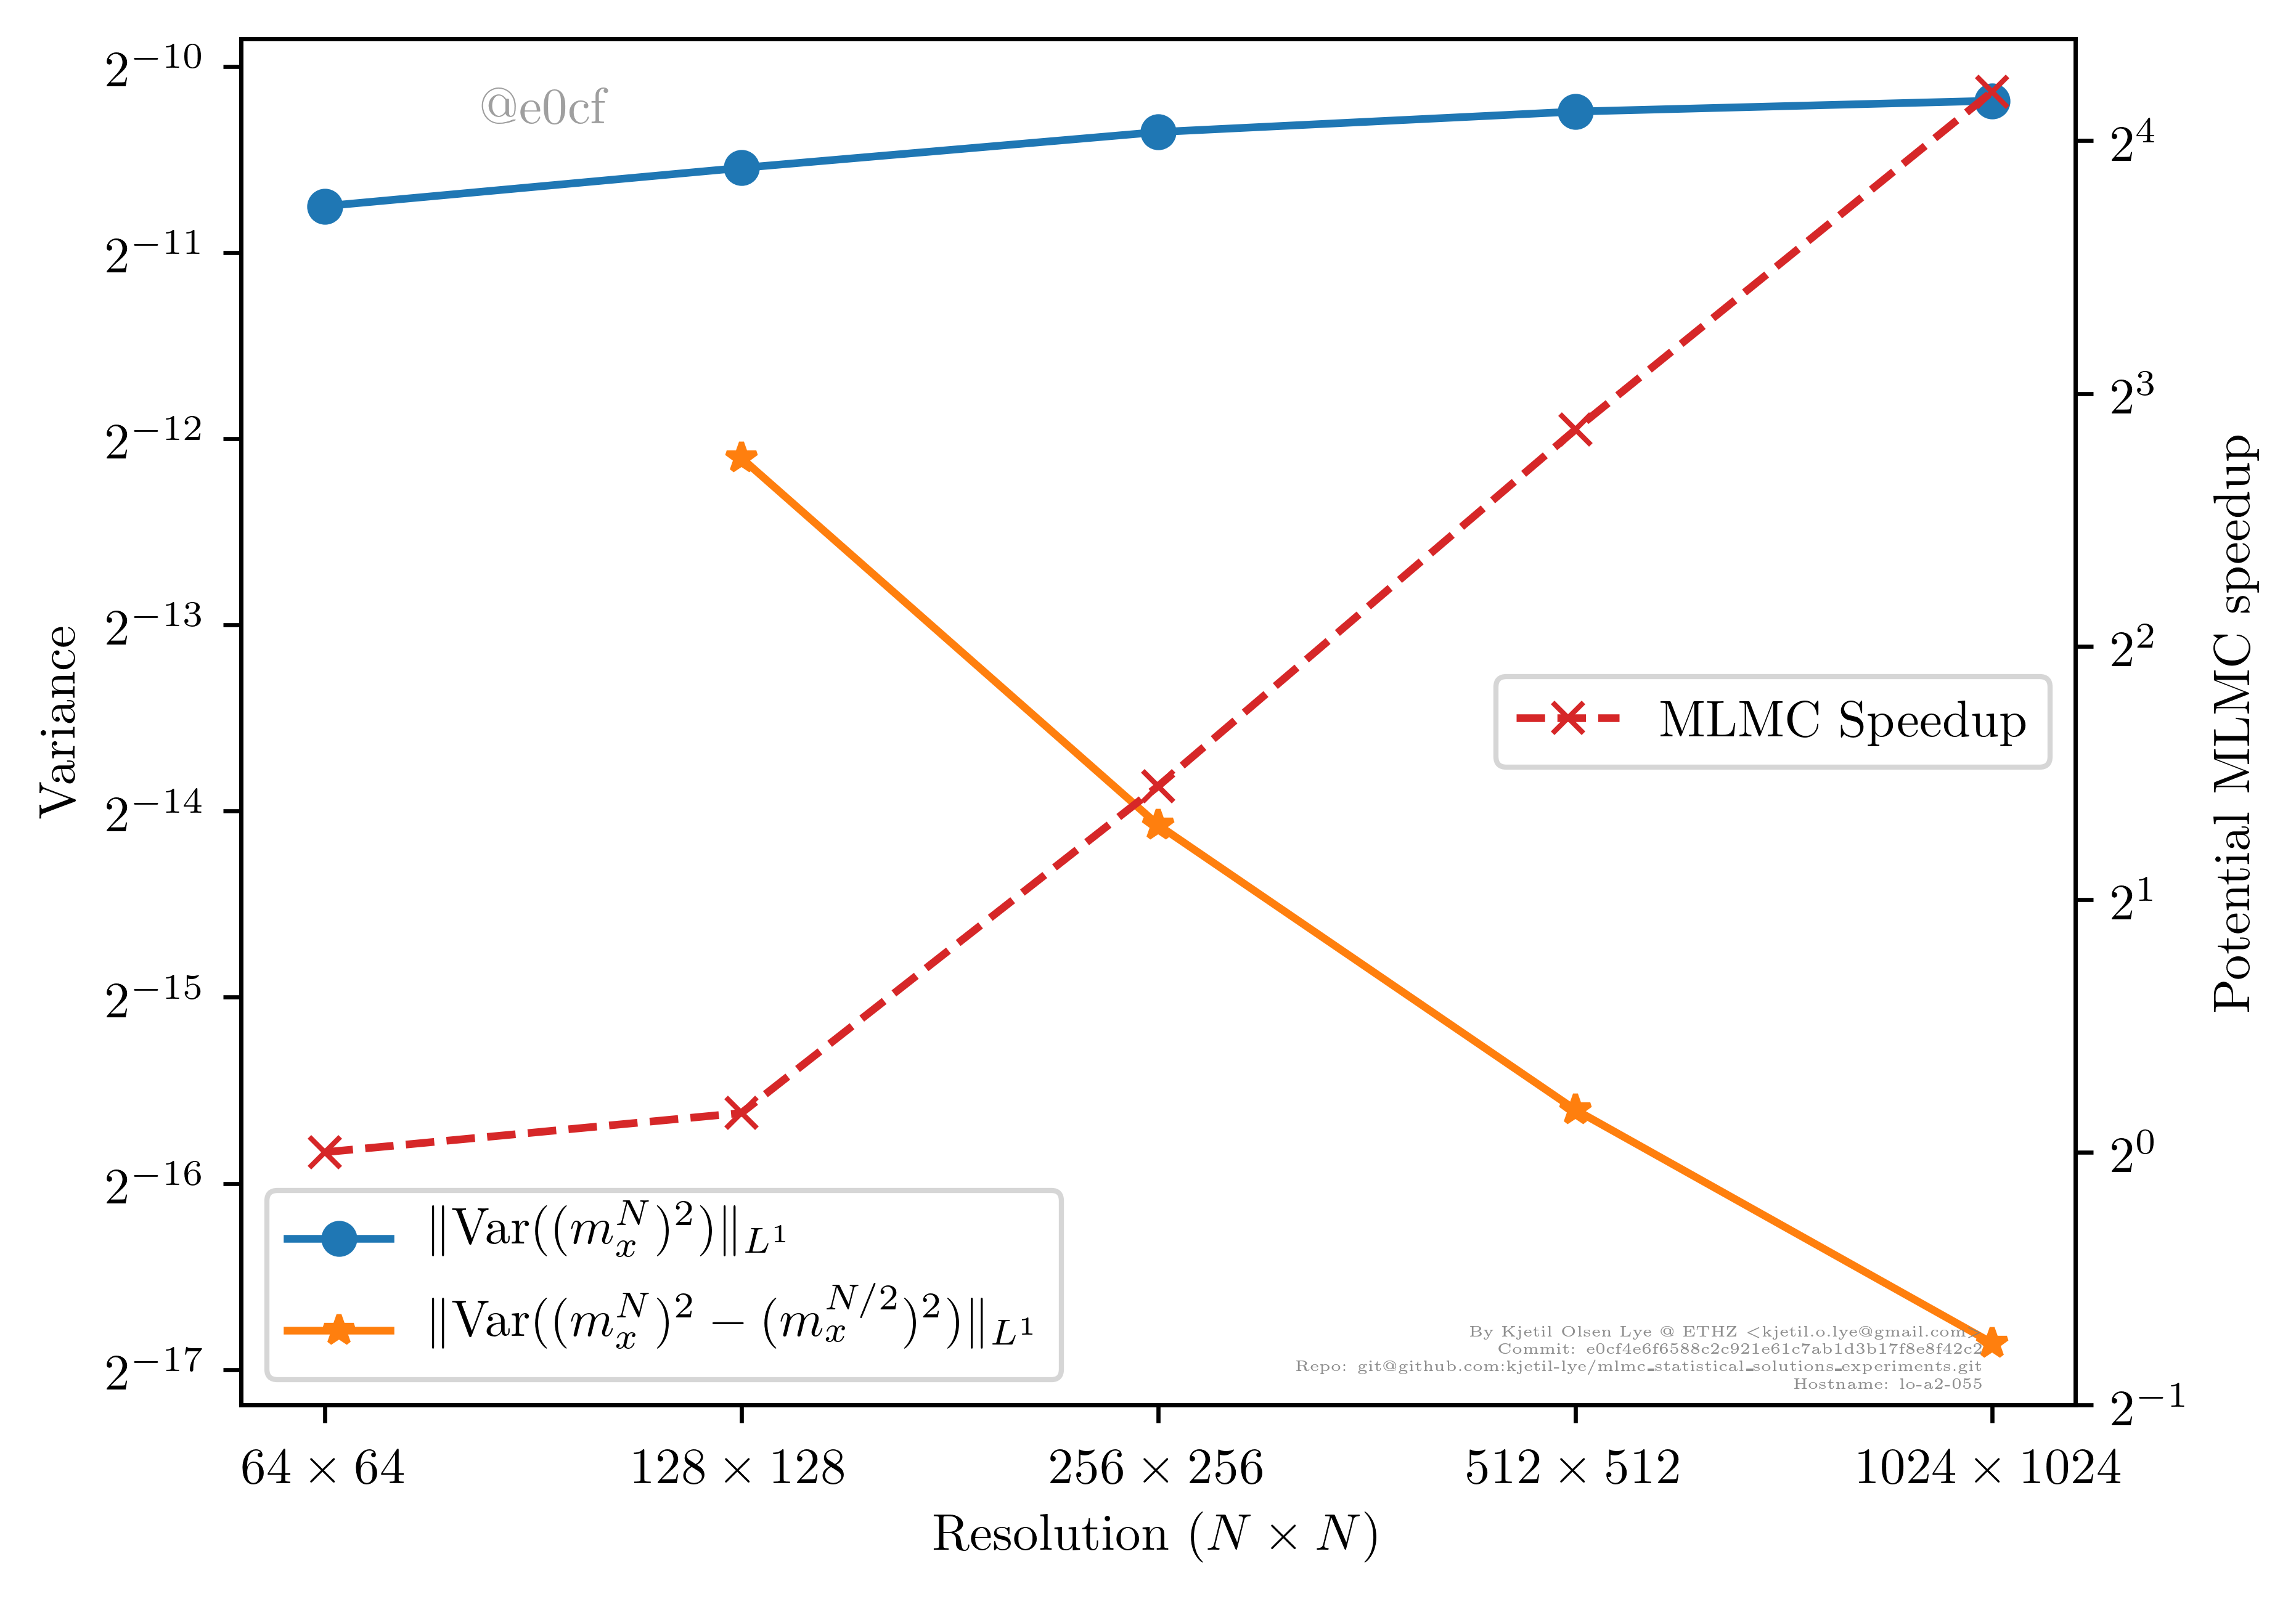 @e0cf
2^{-10}
2^{-11}
2^{-12}
2^{-13}
2^{-14}
2^{-15}
2^{-16}
2^{-17}
Variance
2^4
2^3
2^2
2^1
2^0
2^{-1}
Potential MLMC speedup
MLMC Speedup
‖Var((m_x^N)^2)‖_{L^1}
‖Var((m_x^N)^2 − (m_x^{N/2})^2)‖_{L^1}
By Kjetil Olsen Lye @ ETHZ <kjetil.o.lye@gmail.com>
Commit: e0cf4e6f6588c2c921e61c7ab1d3b17f8e8f42c2
Repo: git@github.com:kjetil-lye/mlmc_statistical_solutions_experiments.git
Hostname: lo-a2-055
64 × 64
128 × 128
256 × 256
512 × 512
1024 × 1024
Resolution (N × N)